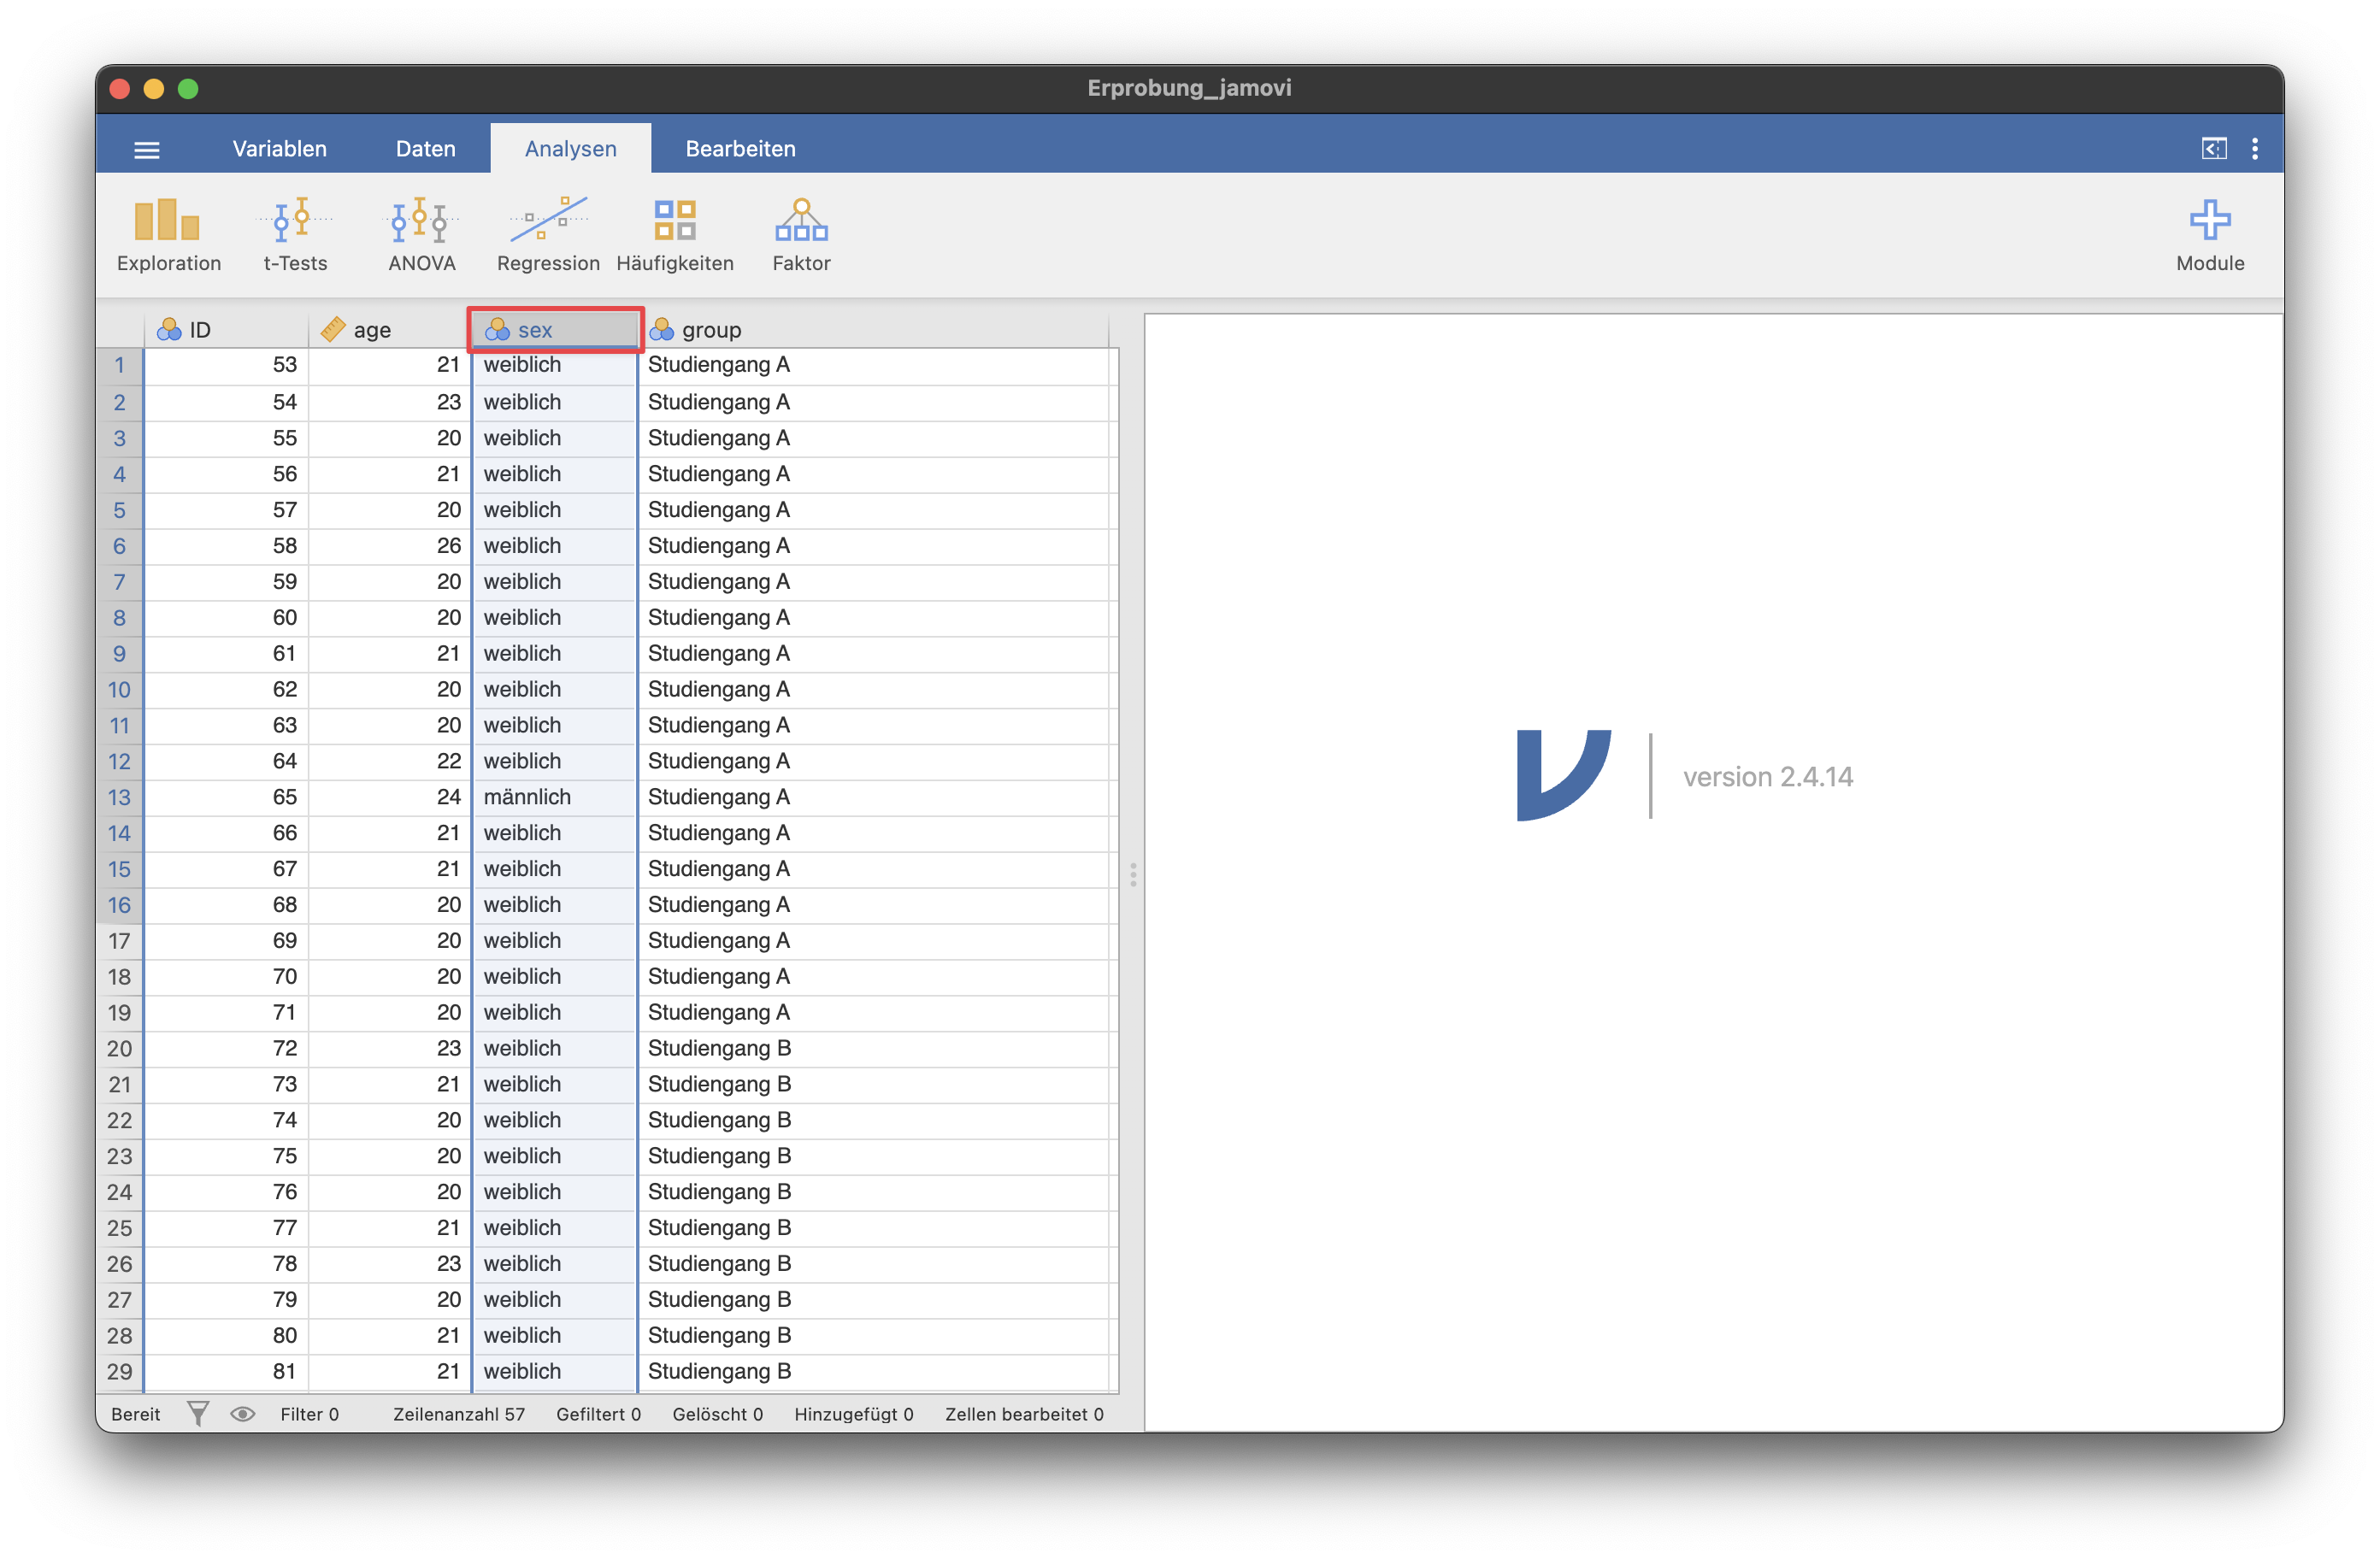 Erprobung_jamovi
Variablen Daten Analysen Bearbeiten
Exploration t-Tests ANOVA Regression Häufigkeiten Faktor Module
ID age sex group
1 53 21 weiblich Studiengang A
2 54 23 weiblich Studiengang A
3 55 20 weiblich Studiengang A
4 56 21 weiblich Studiengang A
5 57 20 weiblich Studiengang A
6 58 26 weiblich Studiengang A
7 59 20 weiblich Studiengang A
8 60 20 weiblich Studiengang A
9 61 21 weiblich Studiengang A
10 62 20 weiblich Studiengang A
11 63 20 weiblich Studiengang A
12 64 22 weiblich Studiengang A
13 65 24 männlich Studiengang A
14 66 21 weiblich Studiengang A
15 67 21 weiblich Studiengang A
16 68 20 weiblich Studiengang A
17 69 20 weiblich Studiengang A
18 70 20 weiblich Studiengang A
19 71 20 weiblich Studiengang A
20 72 23 weiblich Studiengang B
21 73 21 weiblich Studiengang B
22 74 20 weiblich Studiengang B
23 75 20 weiblich Studiengang B
24 76 20 weiblich Studiengang B
25 77 21 weiblich Studiengang B
26 78 23 weiblich Studiengang B
27 79 20 weiblich Studiengang B
28 80 21 weiblich Studiengang B
29 81 21 weiblich Studiengang B
Bereit Filter 0 Zeilenanzahl 57 Gefiltert 0 Gelöscht 0 Hinzugefügt 0 Zellen bearbeitet 0
version 2.4.14